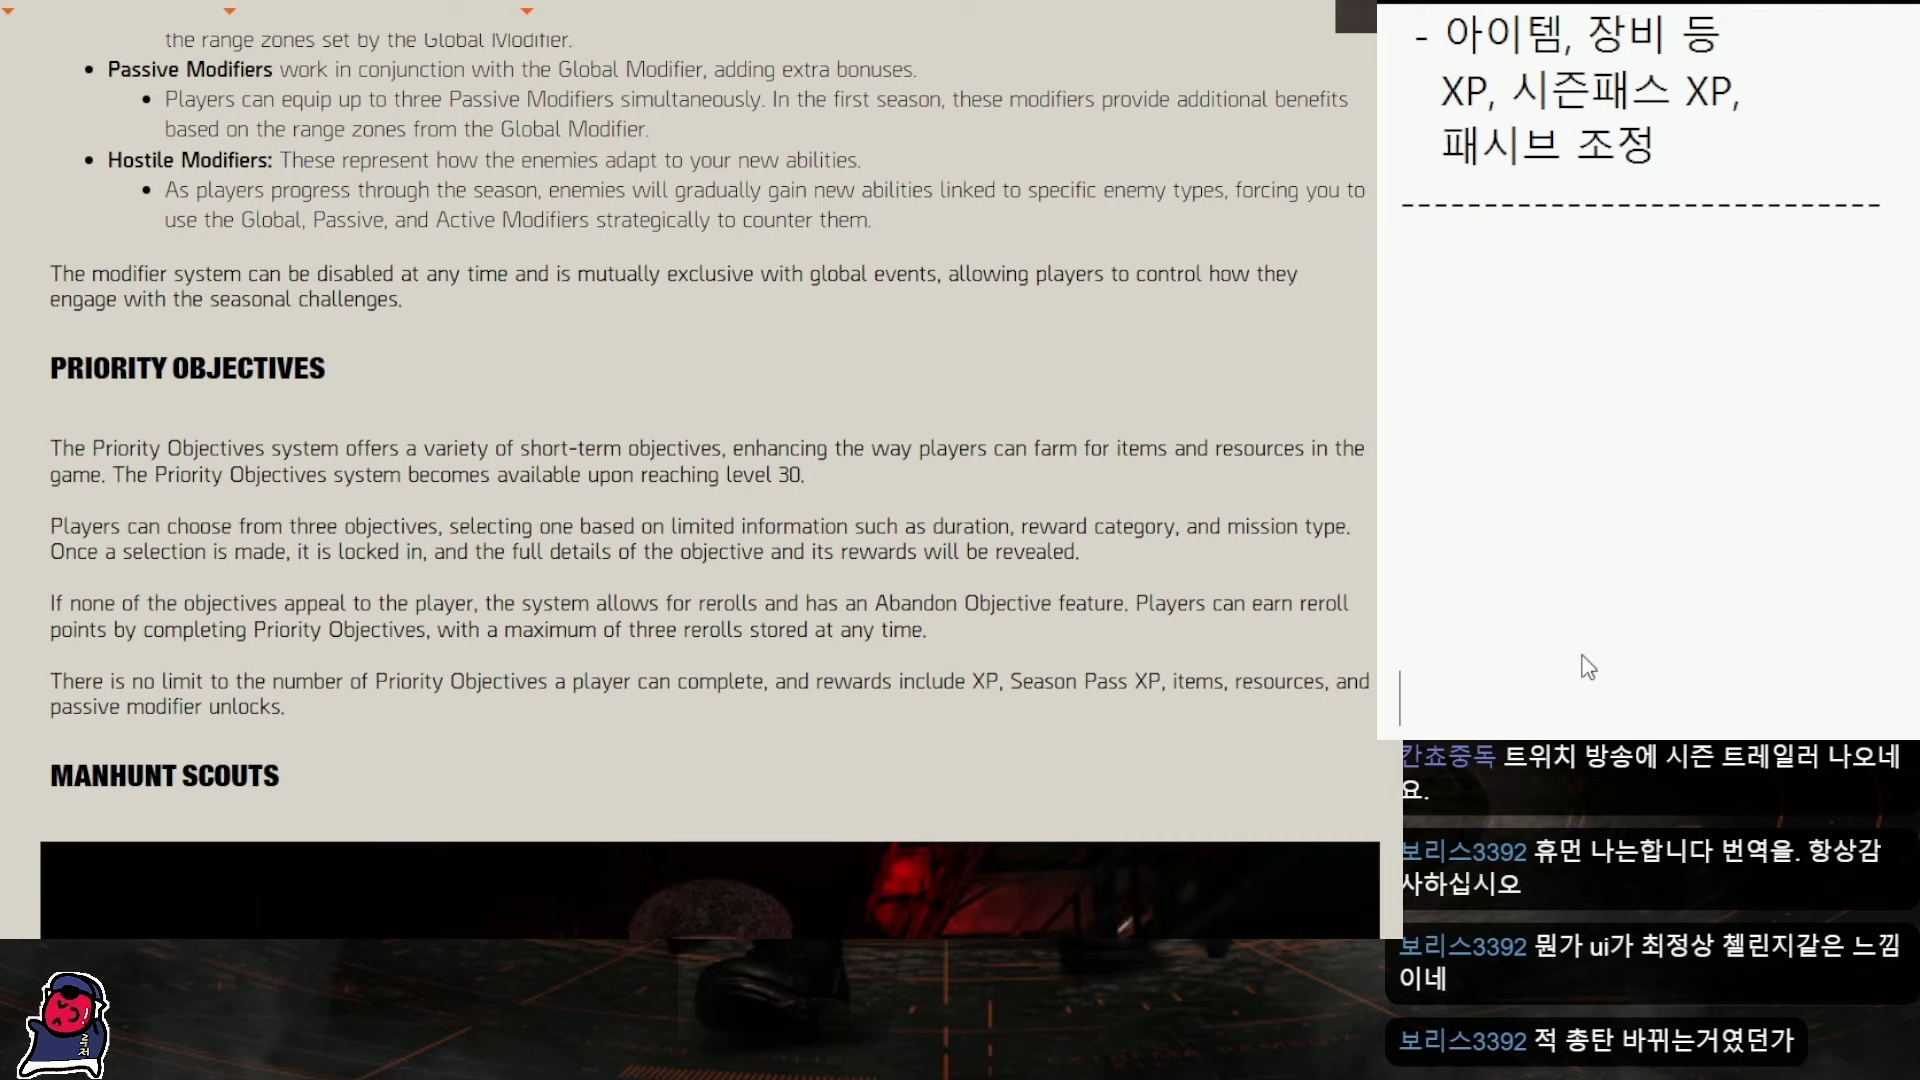 the range zones set by the Global Modifier.
• Passive Modifiers work in conjunction with the Global Modifier, adding extra bonuses.
• Players can equip up to three Passive Modifiers simultaneously. In the first season, these modifiers provide additional benefits
based on the range zones from the Global Modifier.
• Hostile Modifiers: These represent how the enemies adapt to your new abilities.
• As players progress through the season, enemies will gradually gain new abilities linked to specific enemy types, forcing you to
use the Global, Passive, and Active Modifiers strategically to counter them.
The modifier system can be disabled at any time and is mutually exclusive with global events, allowing players to control how they
engage with the seasonal challenges.
PRIORITY OBJECTIVES
The Priority Objectives system offers a variety of short-term objectives, enhancing the way players can farm for items and resources in the
game. The Priority Objectives system becomes available upon reaching level 30.
Players can choose from three objectives, selecting one based on limited information such as duration, reward category, and mission type.
Once a selection is made, it is locked in, and the full details of the objective and its rewards will be revealed.
If none of the objectives appeal to the player, the system allows for rerolls and has an Abandon Objective feature. Players can earn reroll
points by completing Priority Objectives, with a maximum of three rerolls stored at any time.
There is no limit to the number of Priority Objectives a player can complete, and rewards include XP, Season Pass XP, items, resources, and
passive modifier unlocks.
MANHUNT SCOUTS
- 아이템, 장비 등
XP, 시즌패스 XP,
패시브 조정
-----------------------------
칸쵸중독 트위치 방송에 시즌 트레일러 나오네
요.
보리스3392 휴먼 나는합니다 번역을. 항상감
사하십시오
보리스3392 뭔가 ui가 최정상 첼린지같은 느낌
이네
보리스3392 적 총탄 바뀌는거였던가